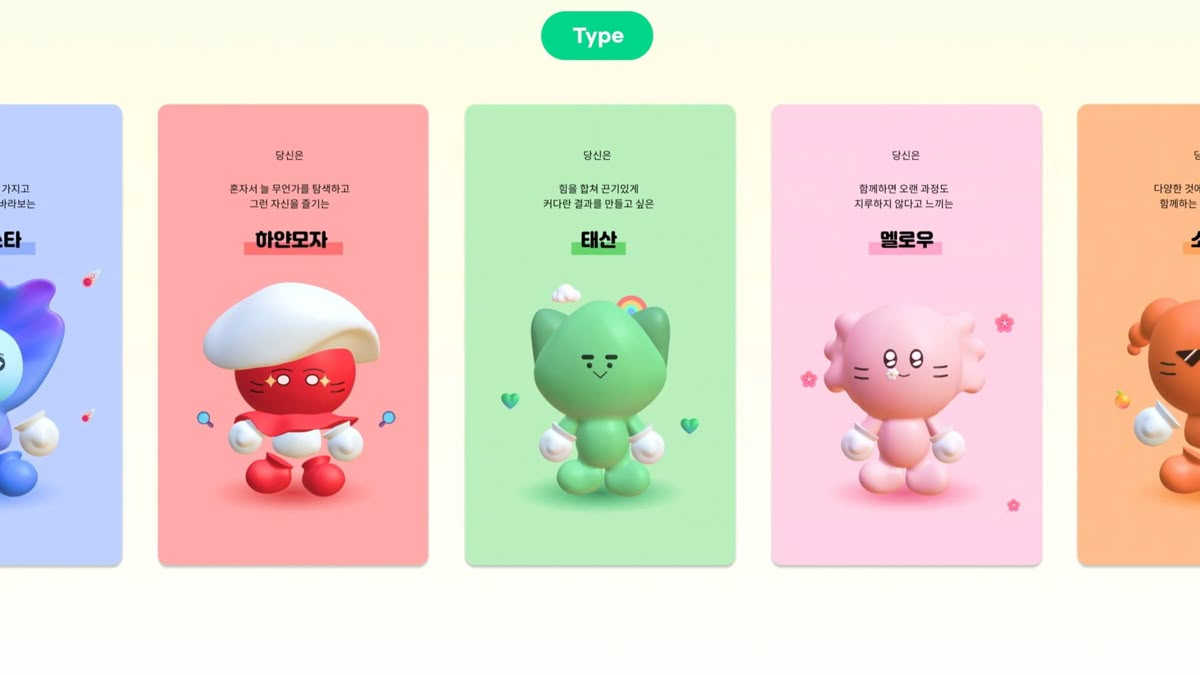 Type
가지고
바라보는
스타
당신은
혼자서 늘 무언가를 탐색하고
그런 자신을 즐기는
하얀모자
당신은
힘을 합쳐 끈기있게
커다란 결과를 만들고 싶은
태산
당신은
함께하면 오랜 과정도
지루하지 않다고 느끼는
멜로우
다양한 것에
함께하는